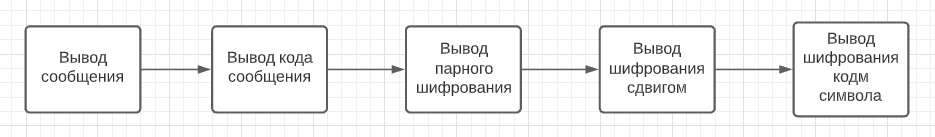 Вывод
сообщения
Вывод кода
сообщения
Вывод
парного
шифрования
Вывод
шифрования
сдвигом
Вывод
шифрования
кодм
символа